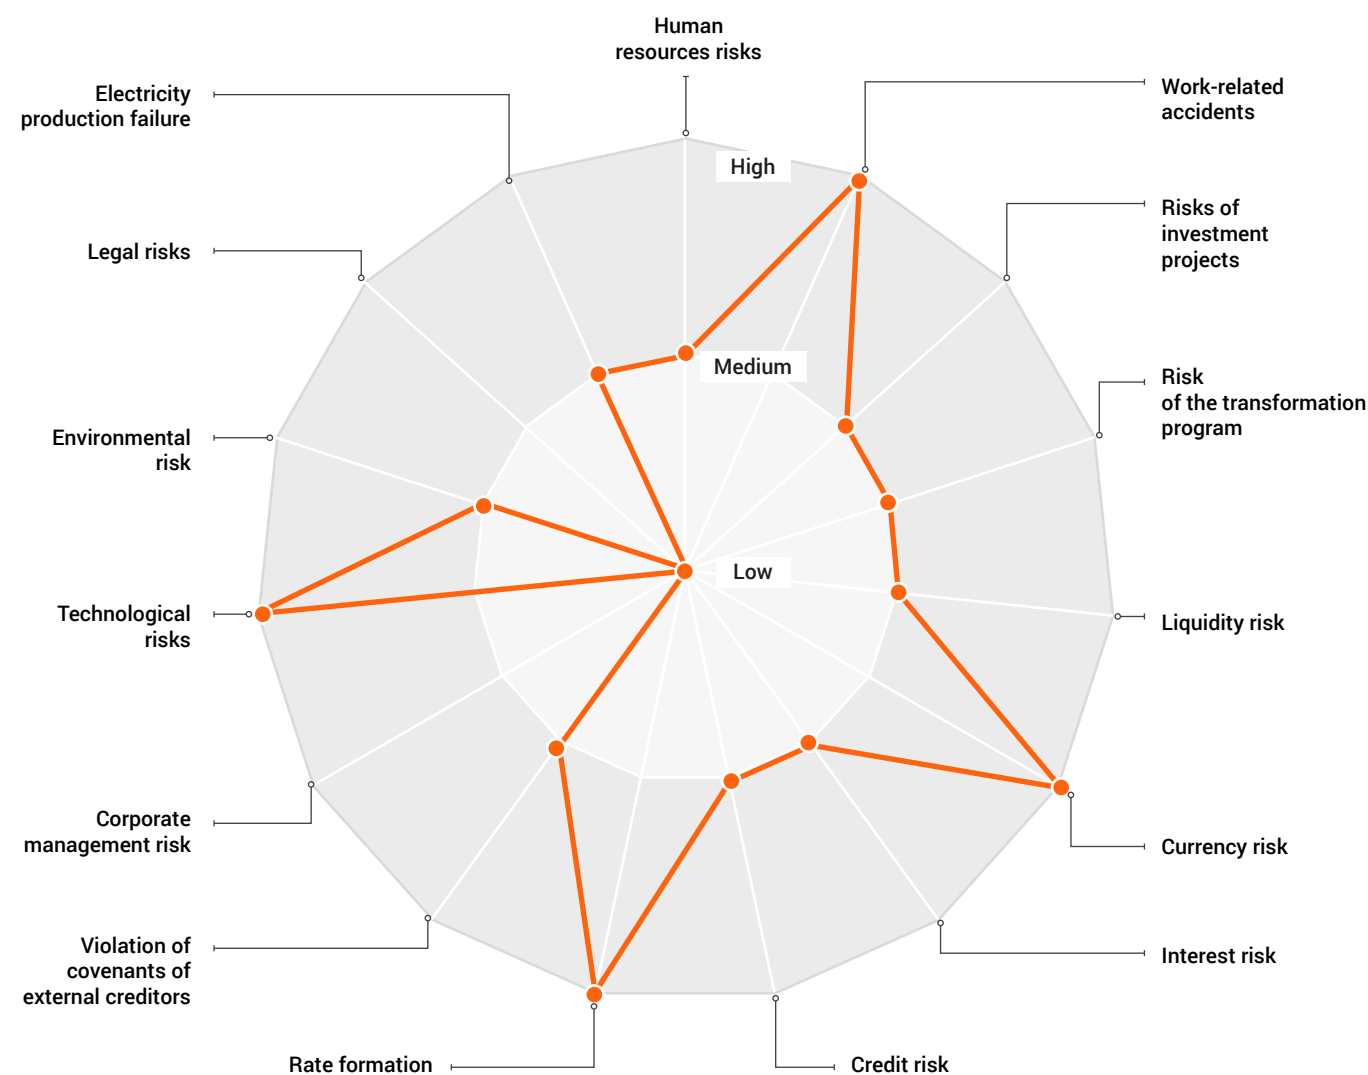 Human
resources risks
Work-related
accidents
Risks of
investment
projects
Risk
of the transformation
program
Liquidity risk
Currency risk
Interest risk
Credit risk
Rate formation
Violation of
covenants of
external creditors
Corporate
management risk
Technological
risks
Environmental
risk
Legal risks
Electricity
production failure
High
Medium
Low